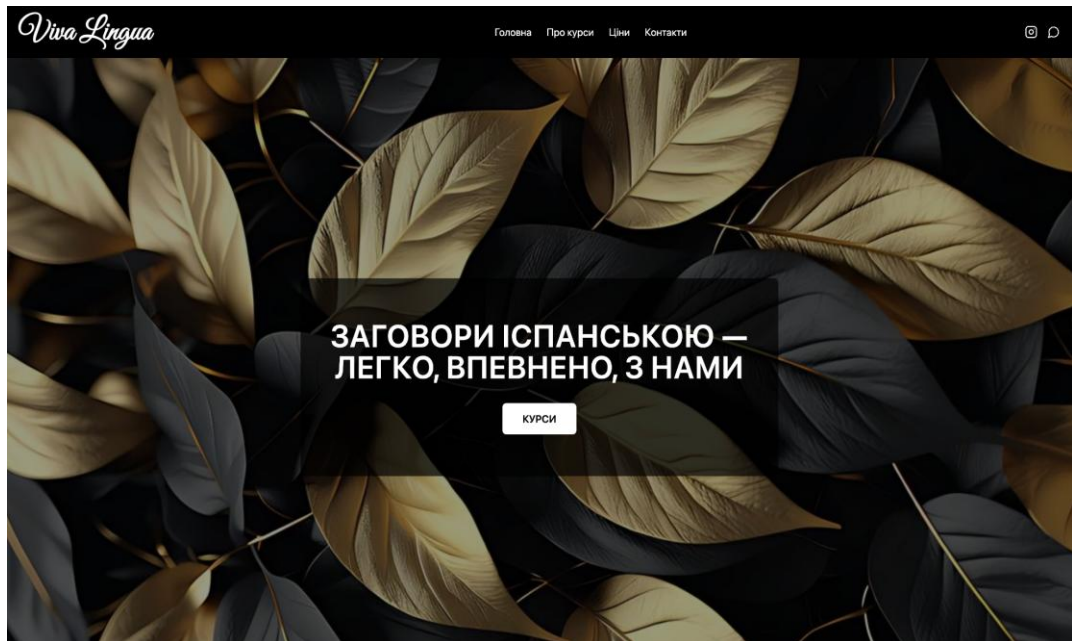 Viva Lingua
Головна Про курси Ціни Контакти
ЗАГОВОРИ ІСПАНСЬКОЮ —
ЛЕГКО, ВПЕВНЕНО, З НАМИ
КУРСИ